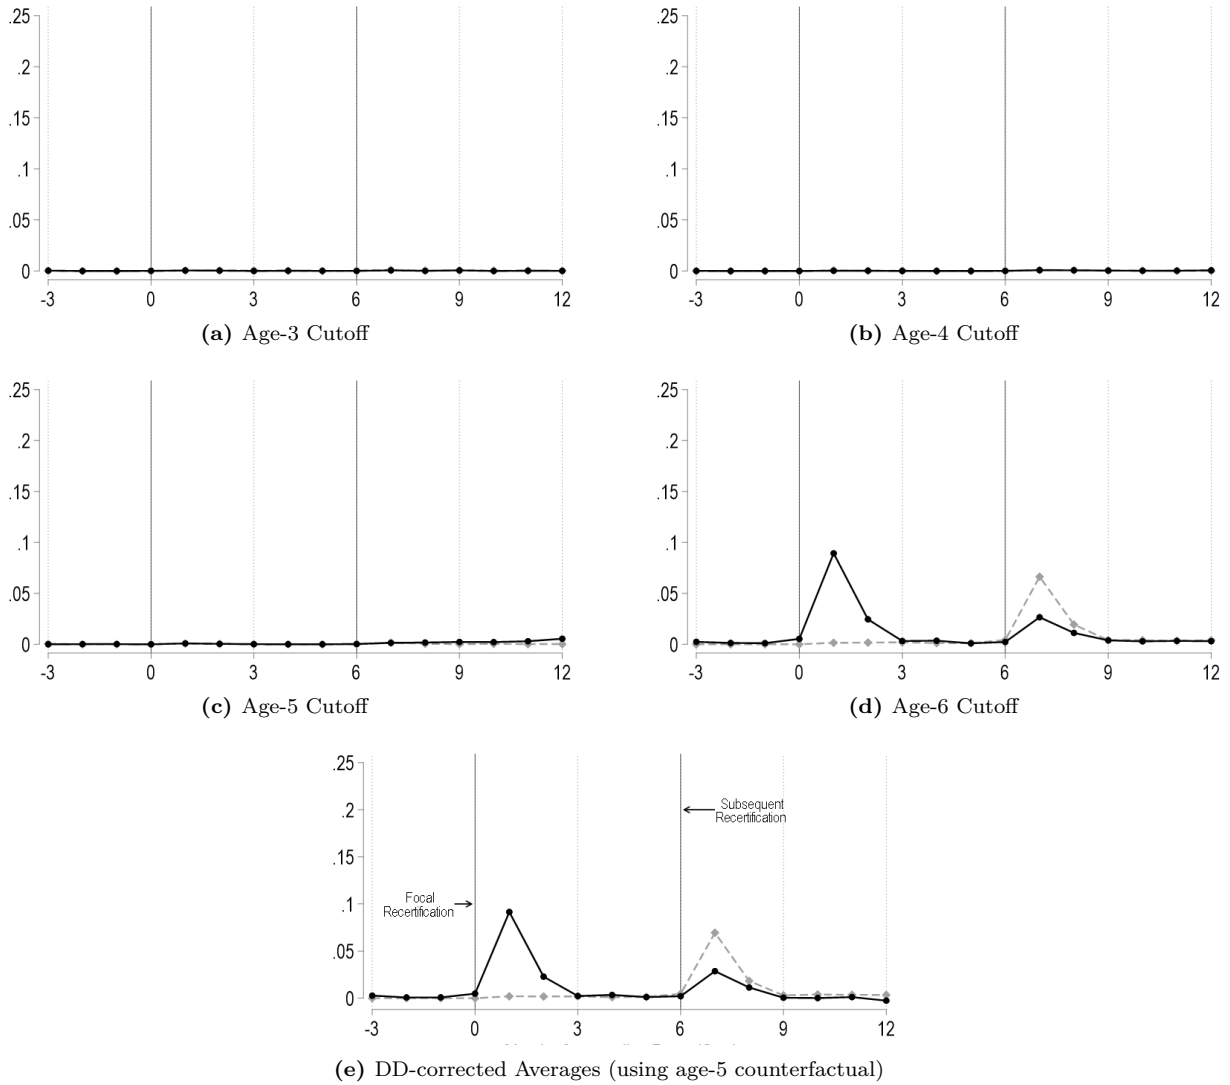 .25
.2
.15
.1
.05
0
-3 0 3 6 9 12
(a) Age-3 Cutoff
.25
.2
.15
.1
.05
0
-3 0 3 6 9 12
(b) Age-4 Cutoff
.25
.2
.15
.1
.05
0
-3 0 3 6 9 12
(c) Age-5 Cutoff
.25
.2
.15
.1
.05
0
-3 0 3 6 9 12
(d) Age-6 Cutoff
.25
.2
.15
.1
.05
0
Subsequent
Recertification
Focal
Recertification
-3 0 3 6 9 12
(e) DD-corrected Averages (using age-5 counterfactual)